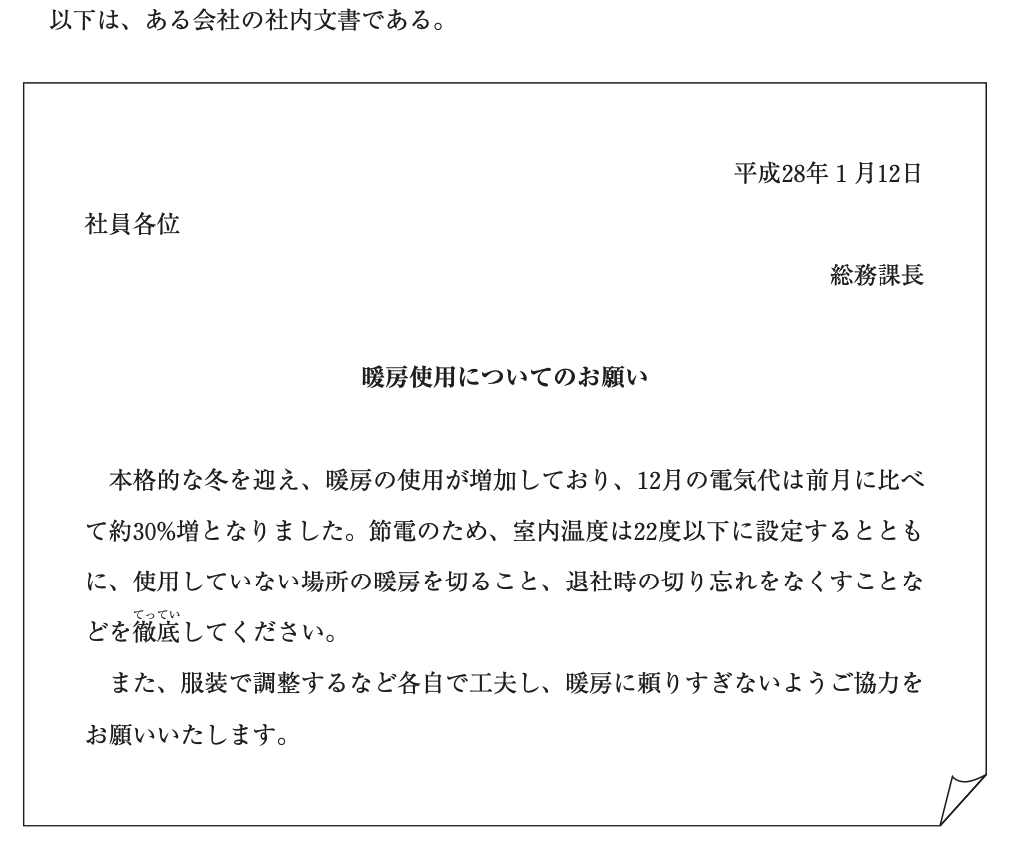 以下は、ある会社の社内文書である。
平成28年1月12日
社員各位
総務課長
暖房使用についてのお願い
本格的な冬を迎え、暖房の使用が増加しており、12月の電気代は前月に比べ
て約30%増となりました。節電のため、室内温度は22度以下に設定するととも
に、使用していない場所の暖房を切ること、退社時の切り忘れをなくすことな
てってい
どを徹底してください。
また、服装で調整するなど各自で工夫し、暖房に頼りすぎないようご協力を
お願いいたします。